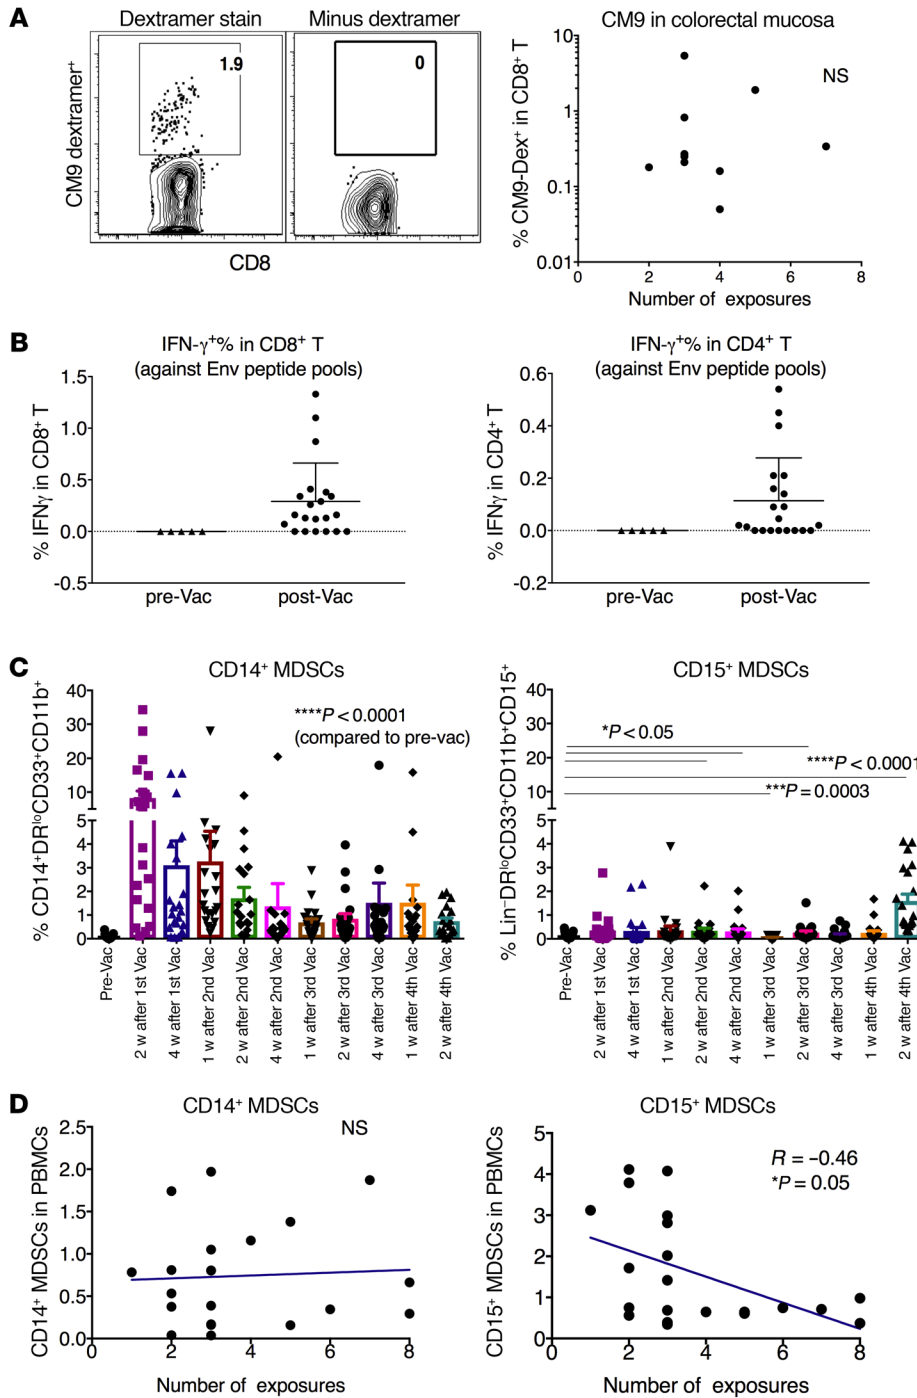 A
Dextramer stain
Minus dextramer
CM9 dextramer⁺
1.9
0
CD8
CM9 in colorectal mucosa
% CM9-Dex⁺ in CD8⁺ T
10
1
0.1
0.01
NS
0 2 4 6 8
Number of exposures
B
IFN-γ⁺% in CD8⁺ T
(against Env peptide pools)
% IFNγ in CD8⁺ T
1.5
1.0
0.5
0.0
-0.5
pre-Vac post-Vac
IFN-γ⁺% in CD4⁺ T
(against Env peptide pools)
% IFNγ in CD4⁺ T
0.6
0.4
0.2
0.0
-0.2
pre-Vac post-Vac
C
CD14⁺ MDSCs
% CD14⁺DRˡᵒCD33⁺CD11b⁺
40
30
20
10
5
4
3
2
1
0
****P < 0.0001
(compared to pre-vac)
Pre-Vac
2 w after 1st Vac
4 w after 1st Vac
1 w after 2nd Vac
2 w after 2nd Vac
4 w after 2nd Vac
1 w after 3rd Vac
2 w after 3rd Vac
4 w after 3rd Vac
1 w after 4th Vac
2 w after 4th Vac
CD15⁺ MDSCs
% Lin⁻DRˡᵒCD33⁺CD11b⁺CD15⁺
40
30
20
10
5
4
3
2
1
0
*P < 0.05
****P < 0.0001
***P = 0.0003
Pre-Vac
2 w after 1st Vac
4 w after 1st Vac
1 w after 2nd Vac
2 w after 2nd Vac
4 w after 2nd Vac
1 w after 3rd Vac
2 w after 3rd Vac
4 w after 3rd Vac
1 w after 4th Vac
2 w after 4th Vac
D
CD14⁺ MDSCs
CD14⁺ MDSCs in PBMCs
2.5
2.0
1.5
1.0
0.5
0.0
NS
0 2 4 6 8
Number of exposures
CD15⁺ MDSCs
CD15⁺ MDSCs in PBMCs
5
4
3
2
1
0
R = –0.46
*P = 0.05
0 2 4 6 8
Number of exposures